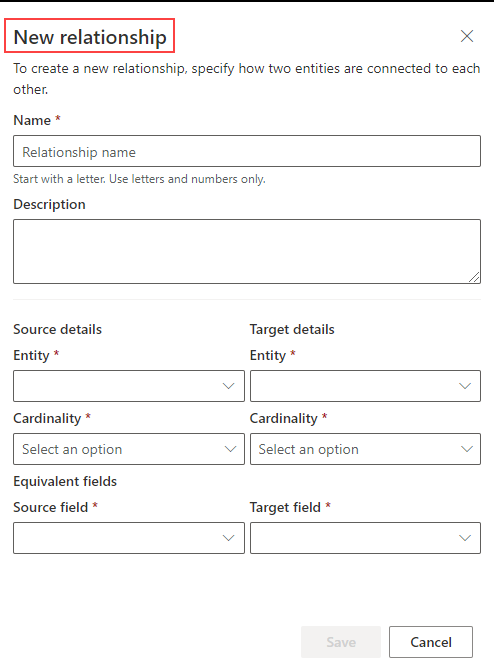 New relationship
To create a new relationship, specify how two entities are connected to each
other.
Name *
Relationship name
Start with a letter. Use letters and numbers only.
Description
Source details Target details
Entity * Entity *
Cardinality * Cardinality *
Select an option Select an option
Equivalent fields
Source field * Target field *
Save Cancel